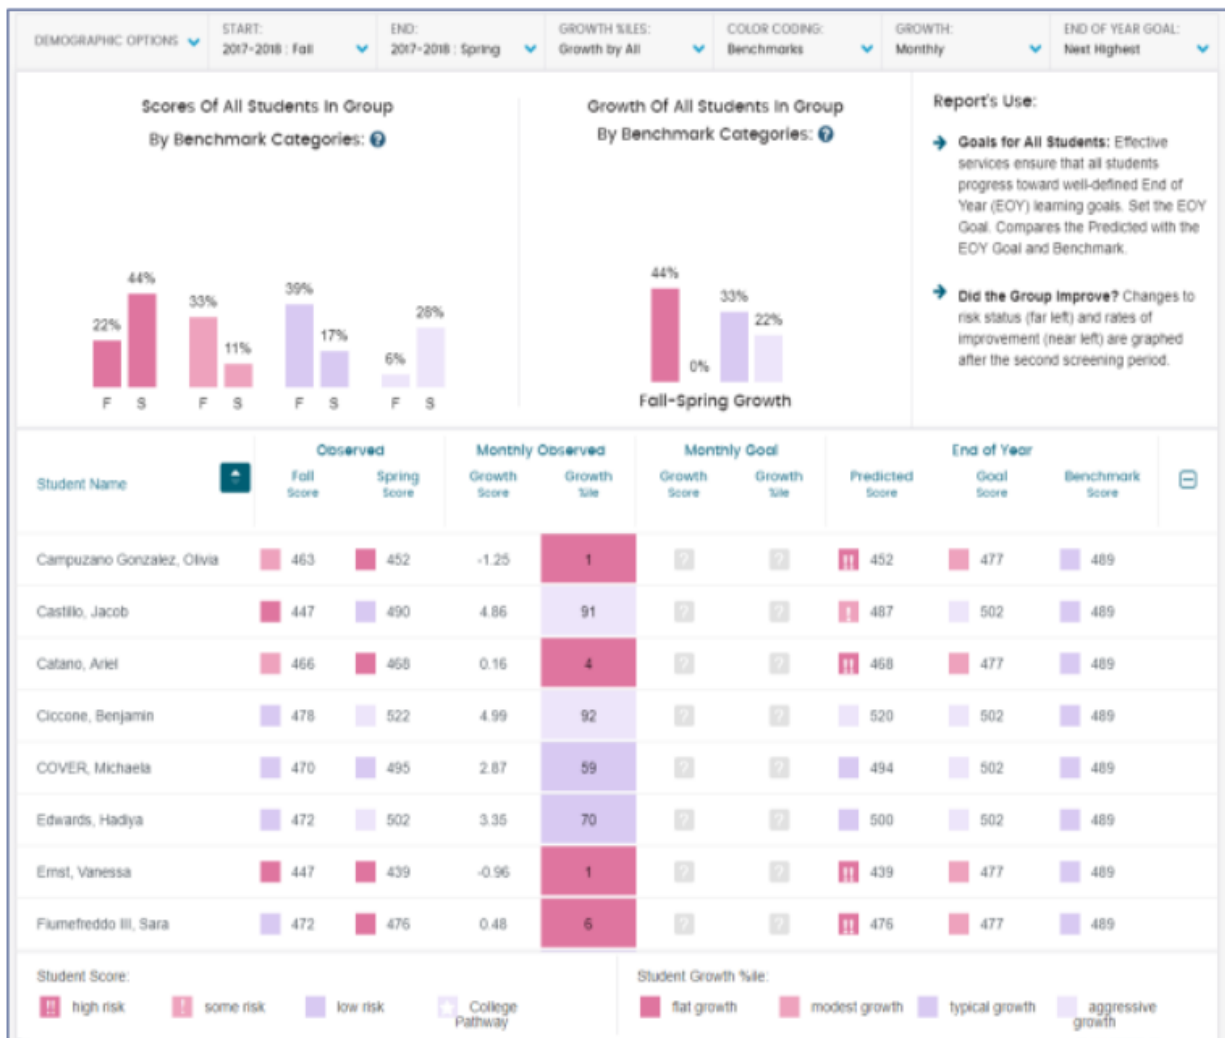 DEMOGRAPHIC OPTIONS
START:
2017-2018 : Fall
END:
2017-2018 : Spring
GROWTH %ILES:
Growth by All
COLOR CODING:
Benchmarks
GROWTH:
Monthly
END OF YEAR GOAL:
Next Highest
Scores Of All Students In Group
By Benchmark Categories: ?
22% 44% 33% 11% 39% 17% 6% 28%
F S F S F S F S
Growth Of All Students In Group
By Benchmark Categories: ?
44% 0% 33% 22%
Fall-Spring Growth
Report's Use:
Goals for All Students: Effective
services ensure that all students
progress toward well-defined End of
Year (EOY) learning goals. Set the EOY
Goal. Compares the Predicted with the
EOY Goal and Benchmark.
Did the Group Improve? Changes to
risk status (far left) and rates of
improvement (near left) are graphed
after the second screening period.
Observed Monthly Observed Monthly Goal End of Year
Student Name Fall Spring Growth Growth Growth Growth Predicted Goal Benchmark
Score Score Score %ile Score %ile Score Score Score
Campuzano Gonzalez, Olivia 463 452 -1.25 1 ? ? !! 452 477 489
Castillo, Jacob 447 490 4.86 91 ? ? ! 487 502 489
Catano, Ariel 466 468 0.16 4 ? ? !! 468 477 489
Ciccone, Benjamin 478 522 4.99 92 ? ? 520 502 489
COVER, Michaela 470 495 2.87 59 ? ? 494 502 489
Edwards, Hadiya 472 502 3.35 70 ? ? 500 502 489
Ernst, Vanessa 447 439 -0.96 1 ? ? !! 439 477 489
Fiumefreddo III, Sara 472 476 0.48 6 ? ? !! 476 477 489
Student Score:
!! high risk ! some risk low risk College
Pathway
Student Growth %ile:
flat growth modest growth typical growth aggressive
growth